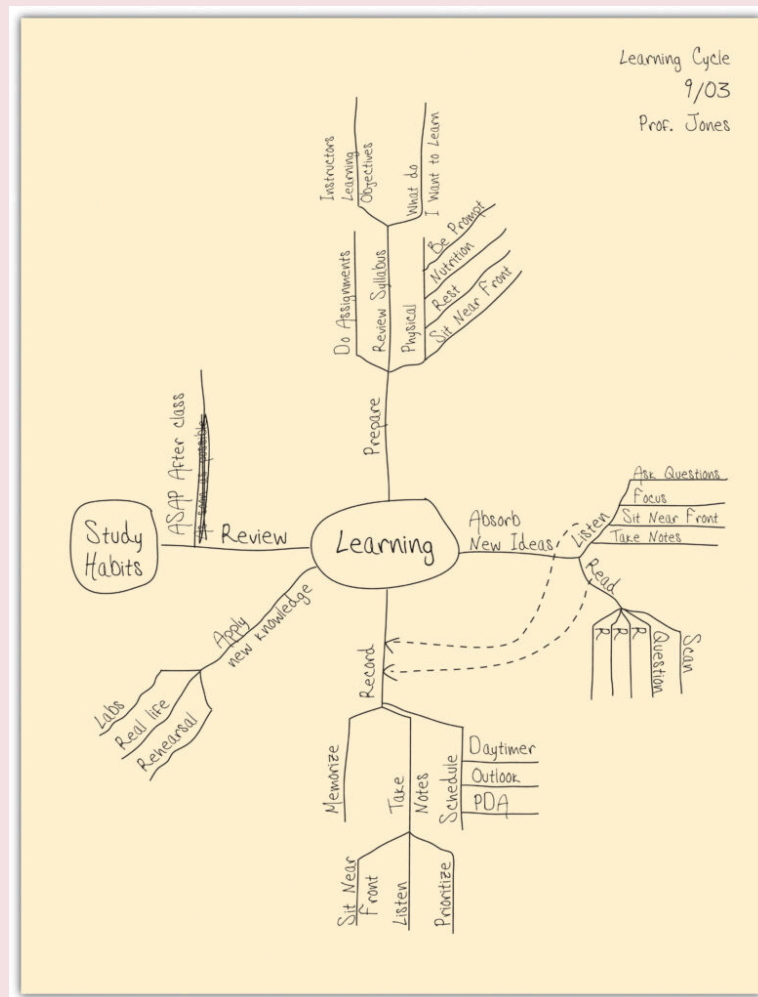 Learning Cycle
9/03
Prof. Jones
Instructors
Learning
Objectives
What do
I Want to Learn
Do Assignments
Review Syllabus
Physical
Be Prompt
Nutrition
Rest
Sit Near Front
Prepare
ASAP After class
Review
Study
Habits
Learning
Absorb
New Ideas
Listen
Ask Questions
Focus
Sit Near Front
Take Notes
Read
Scan
Question
R
R
R
Apply
new knowledge
Labs
Real life
Rehearsal
Record
Memorize
Take
Notes
Schedule
Daytimer
Outlook
PDA
Sit Near
Front
Listen
Prioritize